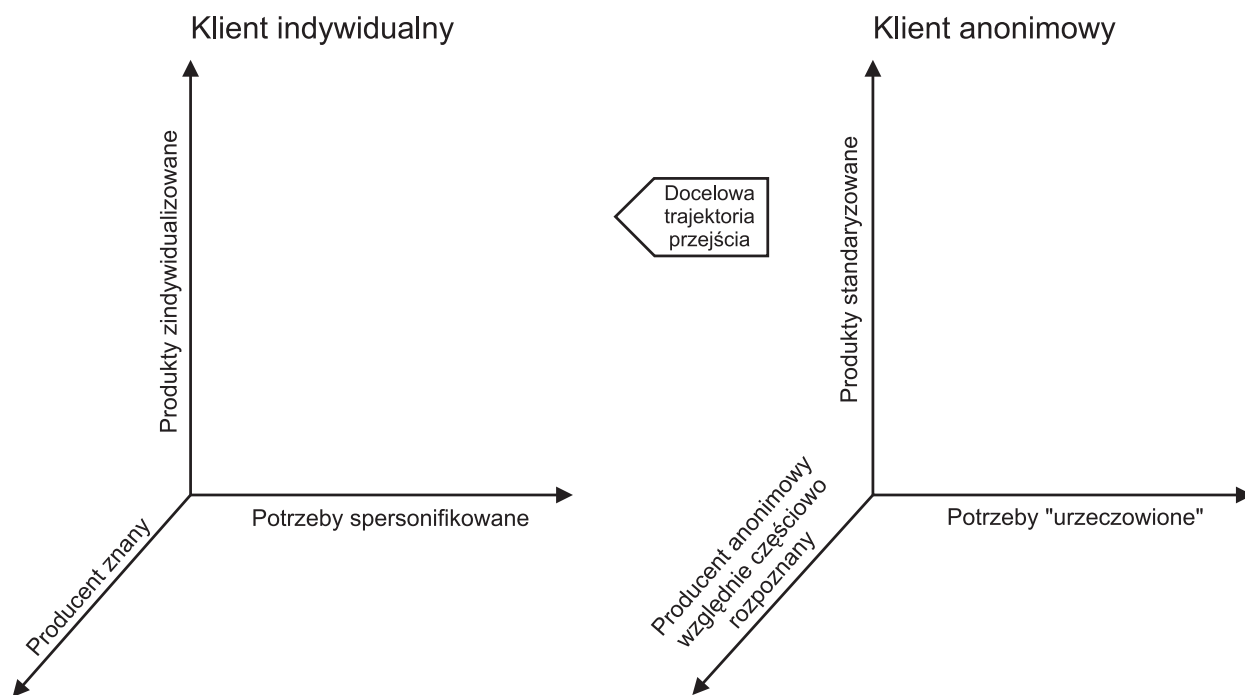 Klient indywidualny
Klient anonimowy
Produkty zindywidualizowane
Docelowa
trajektoria
przejścia
Produkty standaryzowane
Potrzeby spersonifikowane
Producent znany
Potrzeby "urzeczowione"
Producent anonimowy
względnie częściowo
rozpoznany